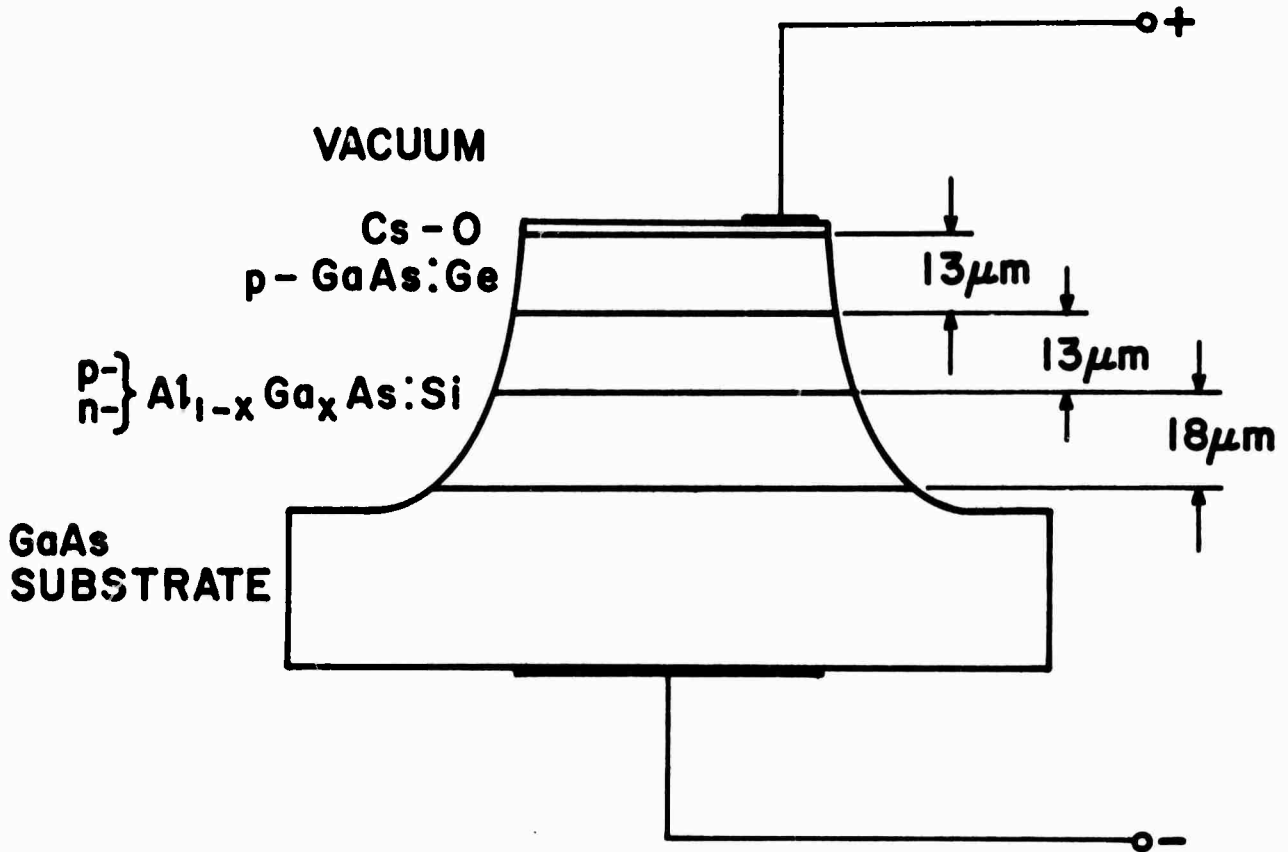 +
VACUUM
Cs-O
p-GaAs:Ge
13μm
13μm
p-
n-} Al₁₋ₓ Gaₓ As:Si
18μm
GaAs
SUBSTRATE
-